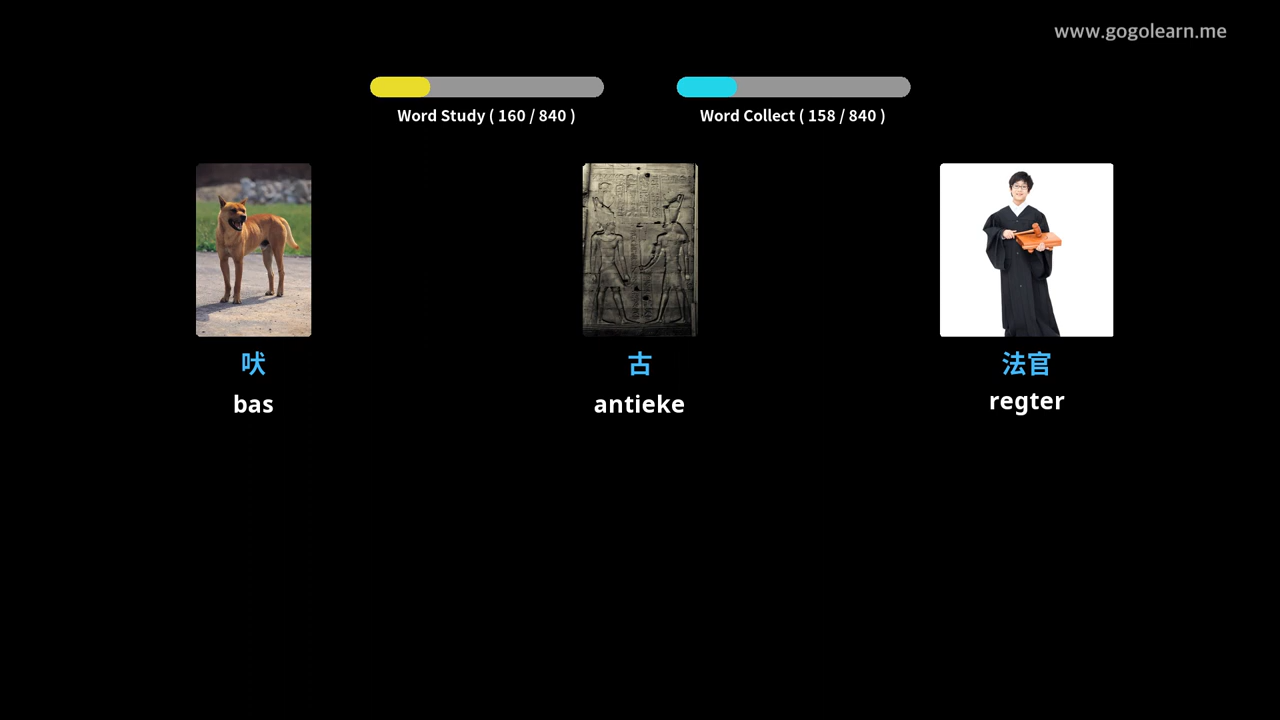 www.gogolearn.me
Word Study ( 160 / 840 )
Word Collect ( 158 / 840 )
吠
古
法官
bas
antieke
regter